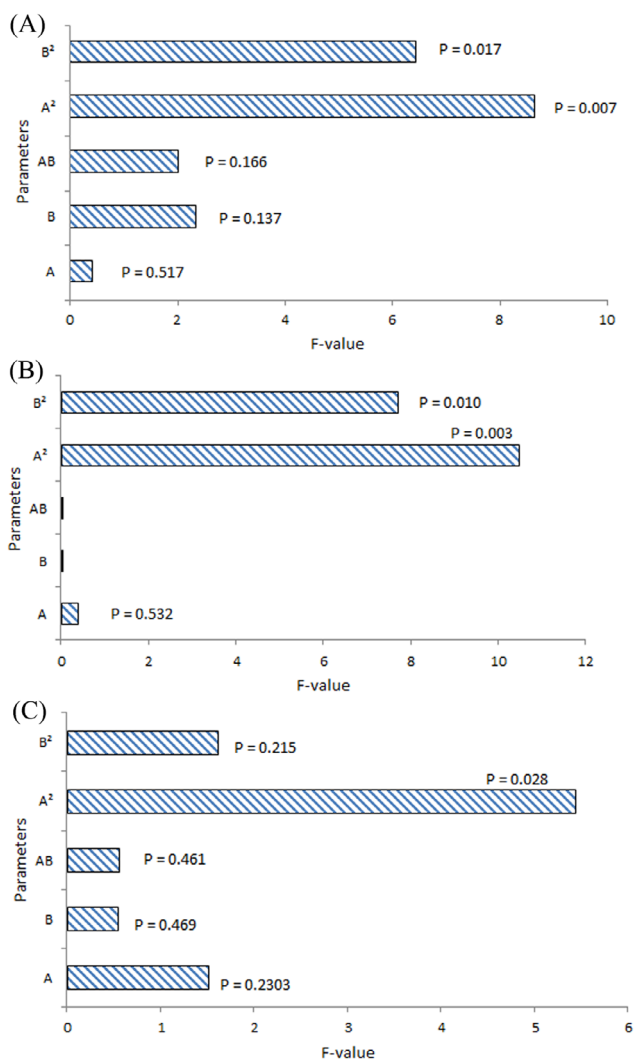 (A)
B²
P = 0.017
A²
P = 0.007
Parameters
AB
P = 0.166
B
P = 0.137
A
P = 0.517
0 2 4 6 8 10
F-value
(B)
B²
P = 0.010
P = 0.003
A²
Parameters
AB
B
A
P = 0.532
0 2 4 6 8 10 12
F-value
(C)
B²
P = 0.215
P = 0.028
A²
Parameters
AB
P = 0.461
B
P = 0.469
A
P = 0.2303
0 1 2 3 4 5 6
F-value